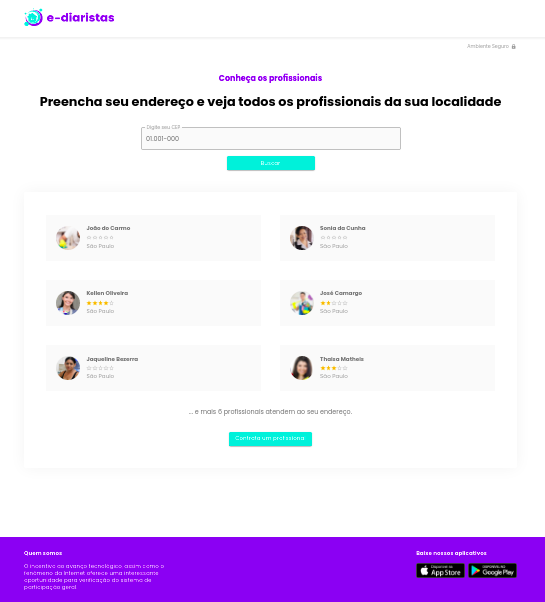 e-diaristas
Ambiente Seguro
Conheça os profissionais
Preencha seu endereço e veja todos os profissionais da sua localidade
Digite seu CEP
01.001-000
Buscar
João do Carmo
São Paulo
Sonia da Cunha
São Paulo
Kellen Oliveira
São Paulo
José Camargo
São Paulo
Jaqueline Bezerra
São Paulo
Thaisa Matheis
São Paulo
... e mais 6 profissionais atendem ao seu endereço.
Contrate um profissional
Quem somos
O incentivo ao avanço tecnológico, assim como o
fenômeno da Internet oferece uma interessante
oportunidade para verificação do sistema de
participação geral.
Baixe nossos aplicativos
App Store
Google Play